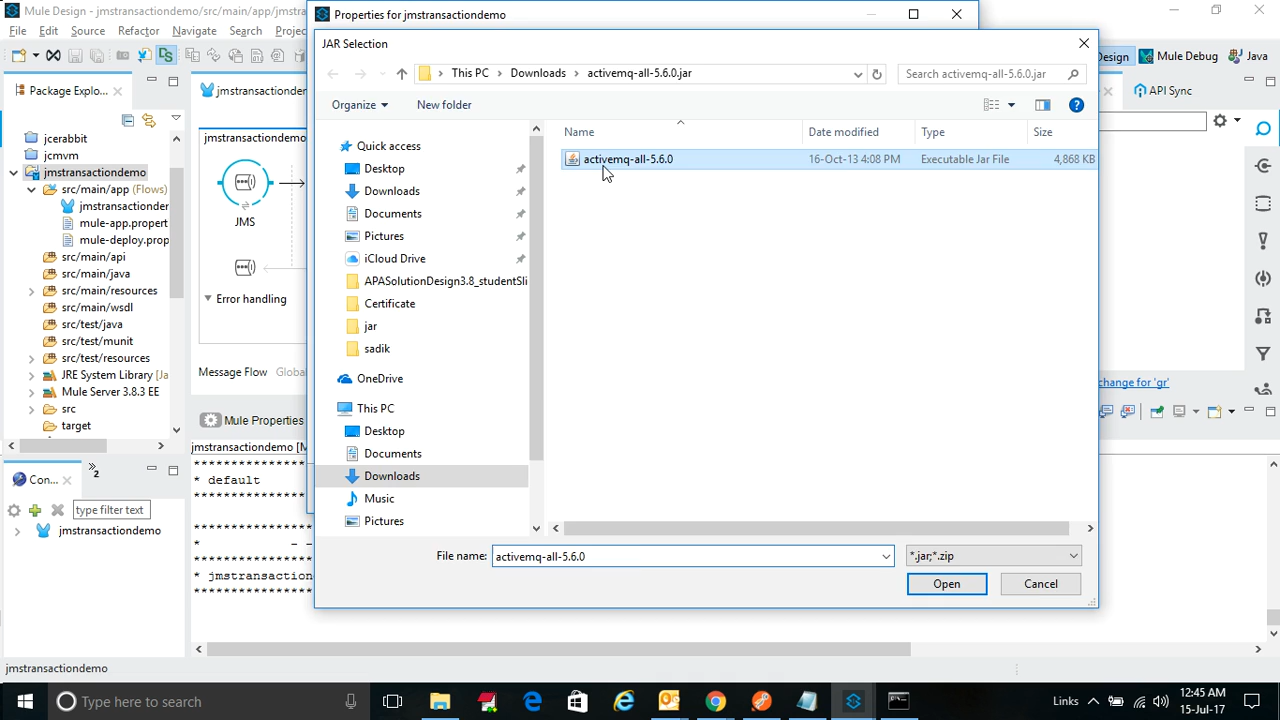 Mule Design - jmstransactiondemo/src/main/app/jmstransa
Properties for jmstransactiondemo
File Edit Source Refactor Navigate Search Projec
JAR Selection
This PC > Downloads > activemq-all-5.6.0.jar
Search activemq-all-5.6.0.jar
Design
Mule Debug
Java
Package Explo...
jmstransactiondem
API Sync
Organize
New folder
Name
Date modified
Type
Size
activemq-all-5.6.0
16-Oct-13 4:08 PM
Executable Jar File
4,868 KB
jcerabbit
jcmvm
jmstransactiondemo
src/main/app (Flows)
jmstransactionder
mule-app.propert
mule-deploy.prop
src/main/api
src/main/java
src/main/resources
src/main/wsdl
src/test/java
src/test/munit
src/test/resources
JRE System Library [Ja
Mule Server 3.8.3 EE
src
target
jmstransactiondemo
JMS
Error handling
Message Flow
Globa
Quick access
Desktop
Downloads
Documents
Pictures
iCloud Drive
APASolutionDesign3.8_studentSli
Certificate
jar
sadik
OneDrive
This PC
Desktop
Documents
Downloads
Music
Pictures
change for 'gr'
Mule Properties
jmstransactiondemo [M
Con...
2
type filter text
jmstransactiondemo
********************
* default
********************
********************
* - -
********************
* jmstransaction
********************
File name:
activemq-all-5.6.0
*.jar;*.zip
Open
Cancel
jmstransactiondemo
Type here to search
Links
12:45 AM
15-Jul-17